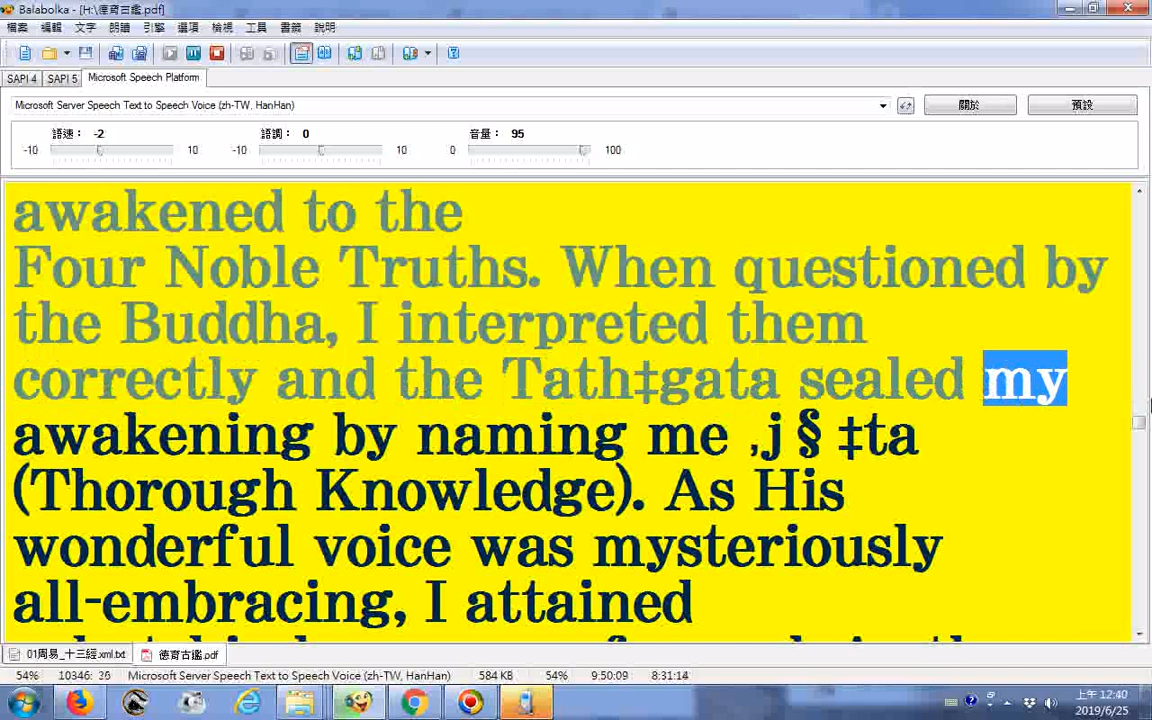 Balabolka - [H:\德育古鑑.pdf]
檔案 編輯 文字 朗讀 引擎 選項 檢視 工具 書籤 說明
SAPI 4 SAPI 5 Microsoft Speech Platform
Microsoft Server Speech Text to Speech Voice (zh-TW, HanHan) 關於 預設
語速： -2 語調： 0 音量： 95
-10 10 -10 10 0 100
awakened to the
Four Noble Truths. When questioned by
the Buddha, I interpreted them
correctly and the Tath‡gata sealed my
awakening by naming me ‚j § ‡ta
(Thorough Knowledge). As His
wonderful voice was mysteriously
all-embracing, I attained
01周易_十三經.xml.txt 德育古鑑.pdf
54% 10346: 26 Microsoft Server Speech Text to Speech Voice (zh-TW, HanHan) 584 KB 54% 9:50:09 8:31:14
上午 12:40
2019/6/25